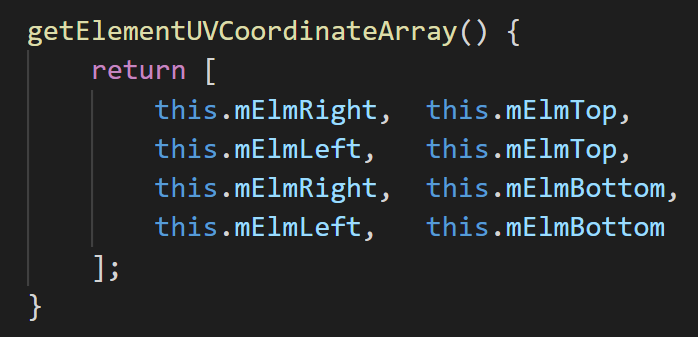 getElementUVCoordinateArray() {
    return [
        this.mElmRight,  this.mElmTop,
        this.mElmLeft,   this.mElmTop,
        this.mElmRight,  this.mElmBottom,
        this.mElmLeft,   this.mElmBottom
    ];
}